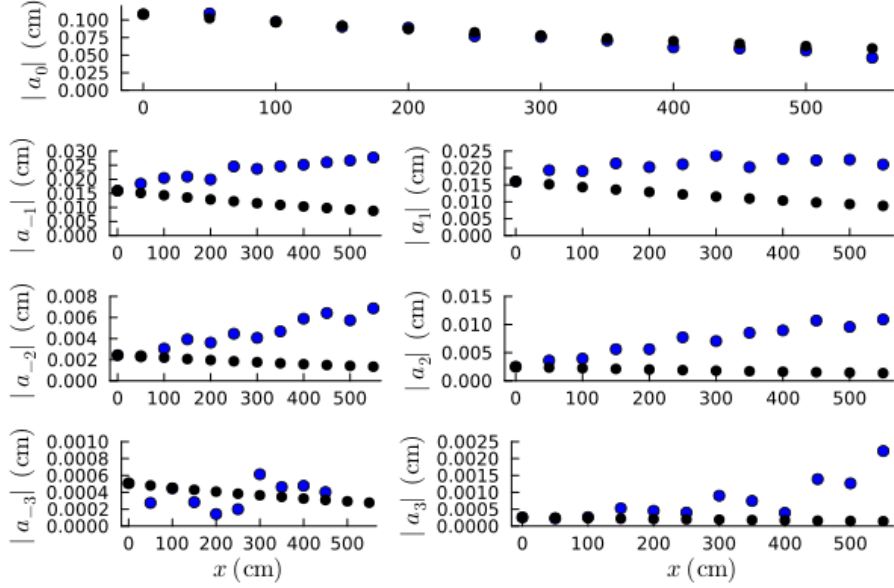 | a₀| (cm)
0.100
0.075
0.050
0.025
0.000
0 100 200 300 400 500
| a₋₁| (cm)
0.030
0.025
0.020
0.015
0.010
0.005
0.000
0 100 200 300 400 500
| a₁| (cm)
0.025
0.020
0.015
0.010
0.005
0.000
0 100 200 300 400 500
| a₋₂| (cm)
0.008
0.006
0.004
0.002
0.000
0 100 200 300 400 500
| a₂| (cm)
0.015
0.010
0.005
0.000
0 100 200 300 400 500
| a₋₃| (cm)
0.0010
0.0008
0.0006
0.0004
0.0002
0.0000
0 100 200 300 400 500
x (cm)
| a₃| (cm)
0.0025
0.0020
0.0015
0.0010
0.0005
0.0000
0 100 200 300 400 500
x (cm)